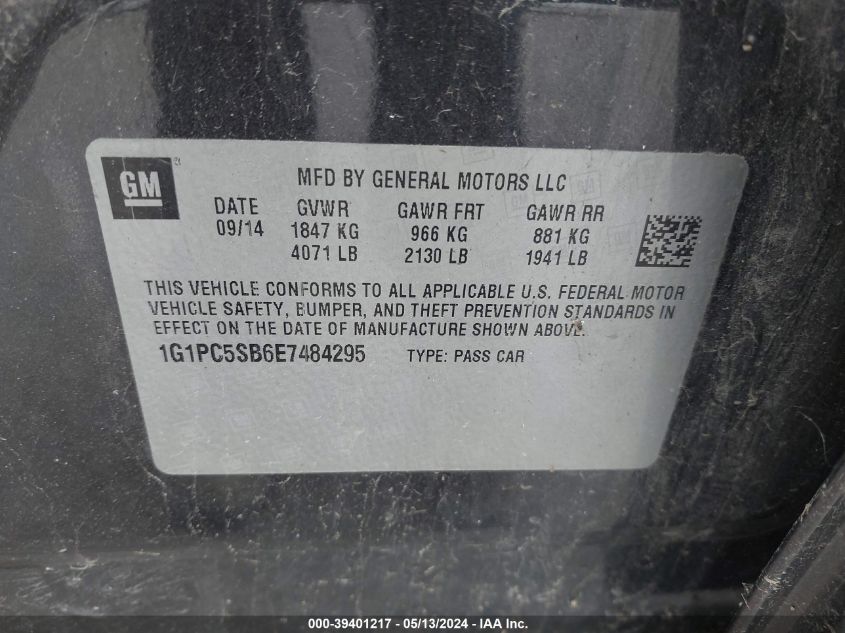 GM
MFD BY GENERAL MOTORS LLC
DATE GVWR GAWR FRT GAWR RR
09/14 1847 KG 966 KG 881 KG
4071 LB 2130 LB 1941 LB
THIS VEHICLE CONFORMS TO ALL APPLICABLE U.S. FEDERAL MOTOR
VEHICLE SAFETY, BUMPER, AND THEFT PREVENTION STANDARDS IN
EFFECT ON THE DATE OF MANUFACTURE SHOWN ABOVE.
1G1PC5SB6E7484295 TYPE: PASS CAR
000-39401217 - 05/13/2024 - IAAI.COM